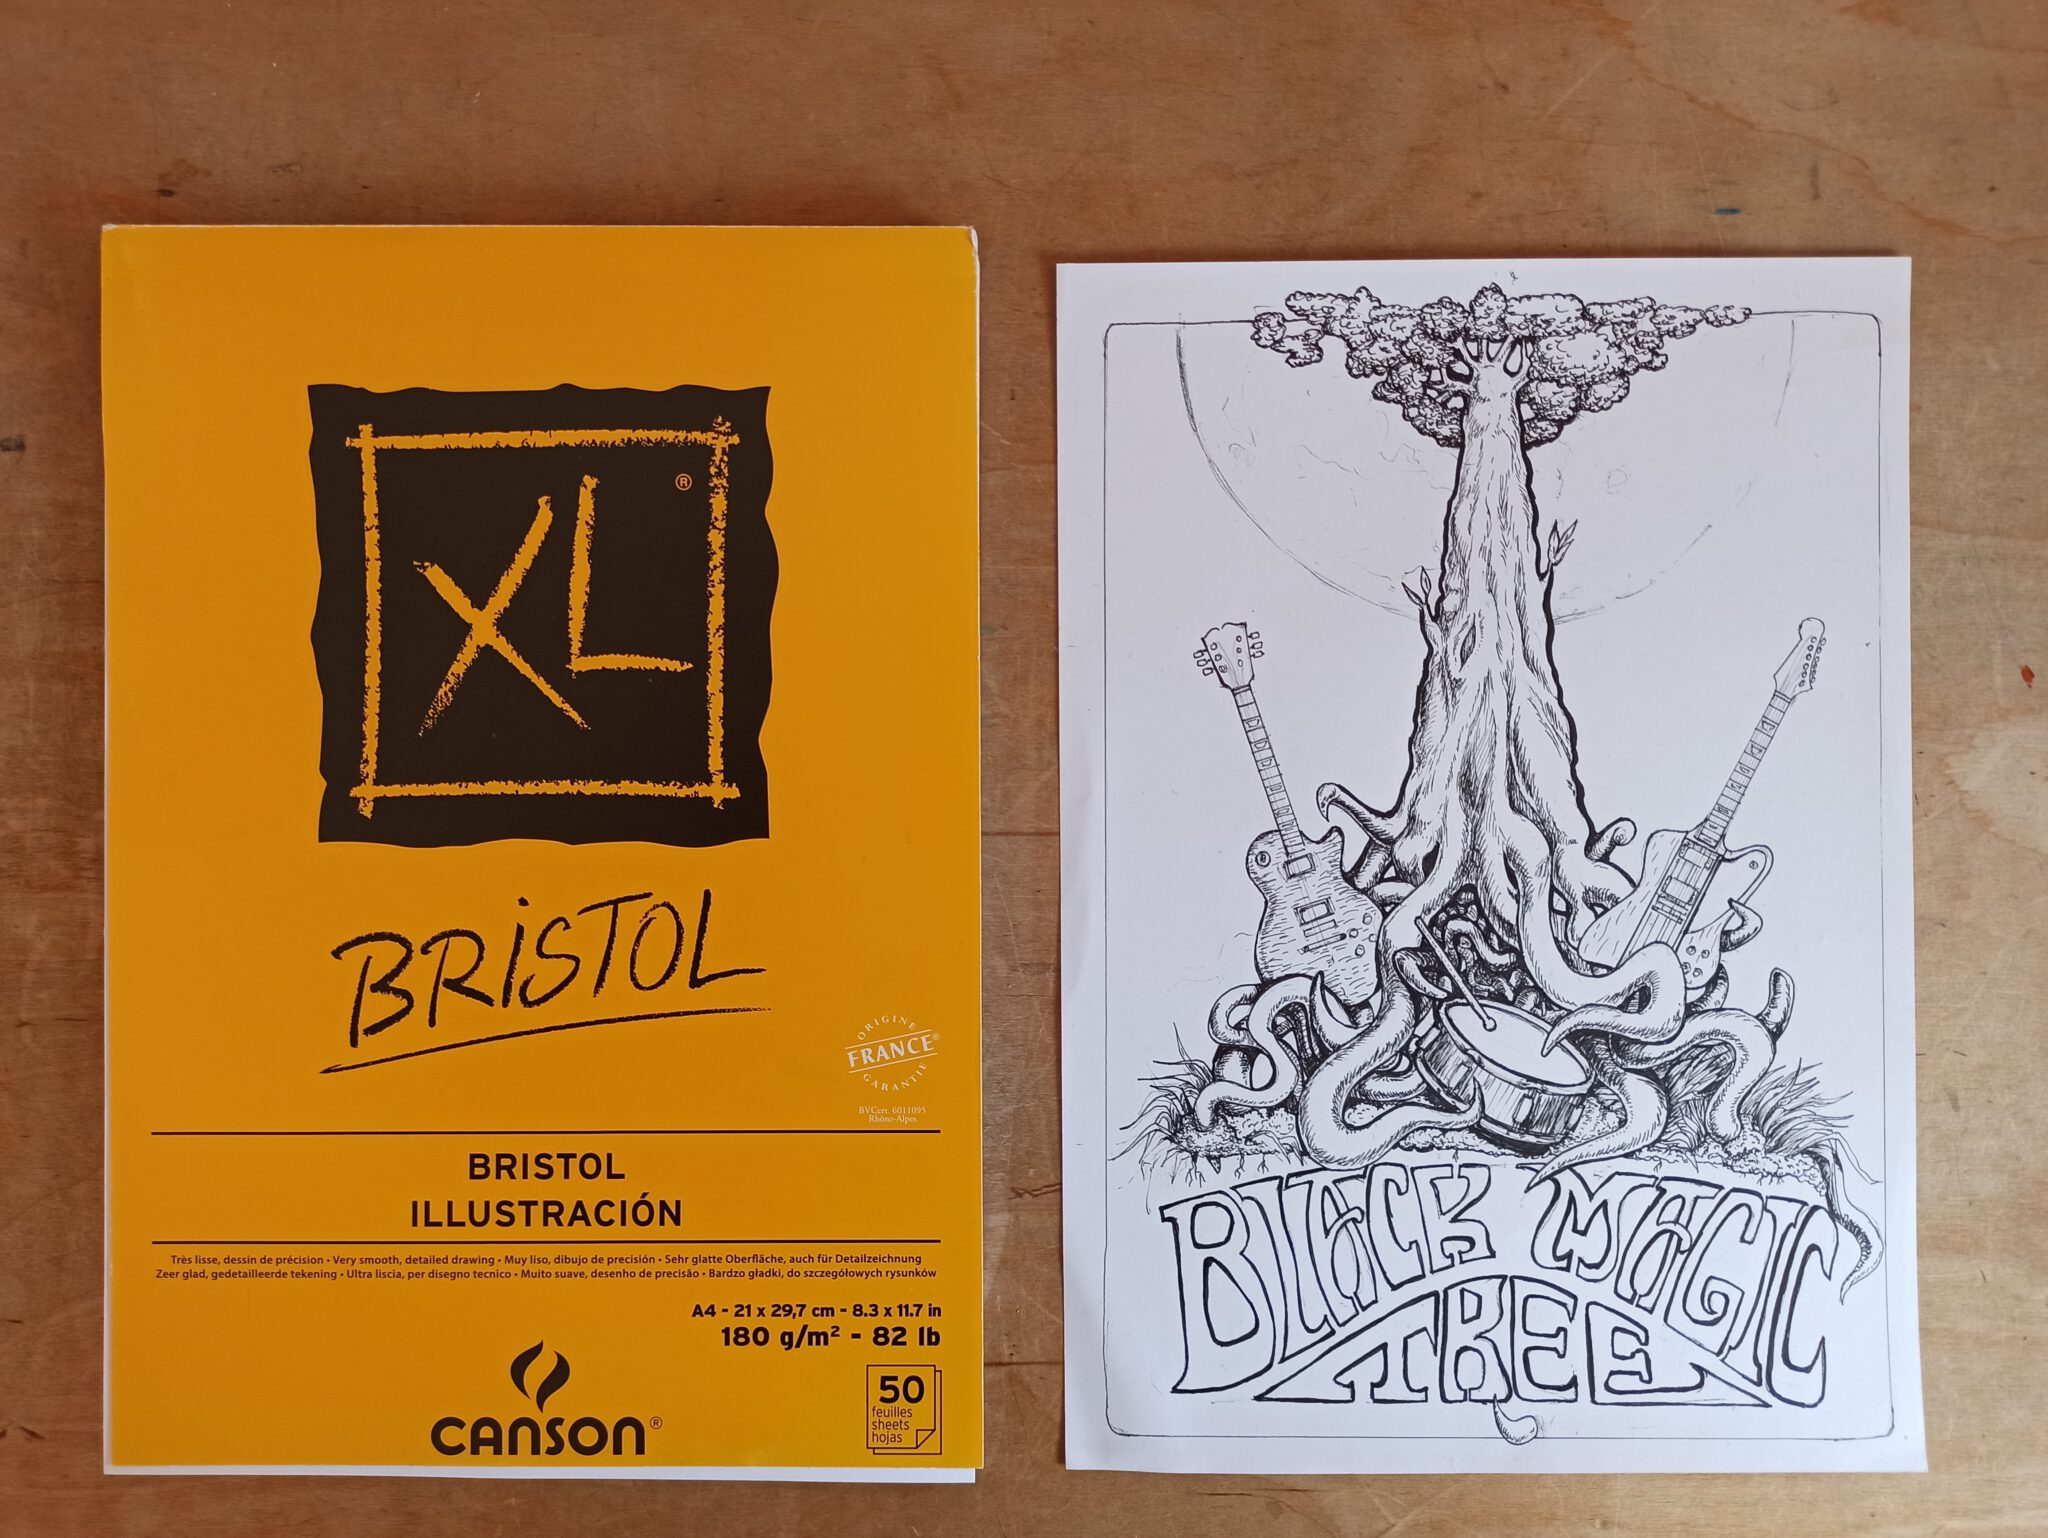 XL ®
BRISTOL
ORIGINE
FRANCE®
GARANTIE
BVCert. 6011095
Rhône-Alpes
BRISTOL
ILLUSTRACIÓN
Très lisse, dessin de précision • Very smooth, detailed drawing • Muy liso, dibujo de precisión • Sehr glatte Oberfläche, auch für Detailzeichnung
Zeer glad, gedetailleerde tekening • Ultra liscia, per disegno tecnico • Muito suave, desenho de precisão • Bardzo gładki, do szczegółowych rysunków
A4 - 21 x 29,7 cm - 8.3 x 11.7 in
180 g/m² - 82 lb
50
feuilles
sheets
hojas
CANSON®
BLACK MAGIC
TREE